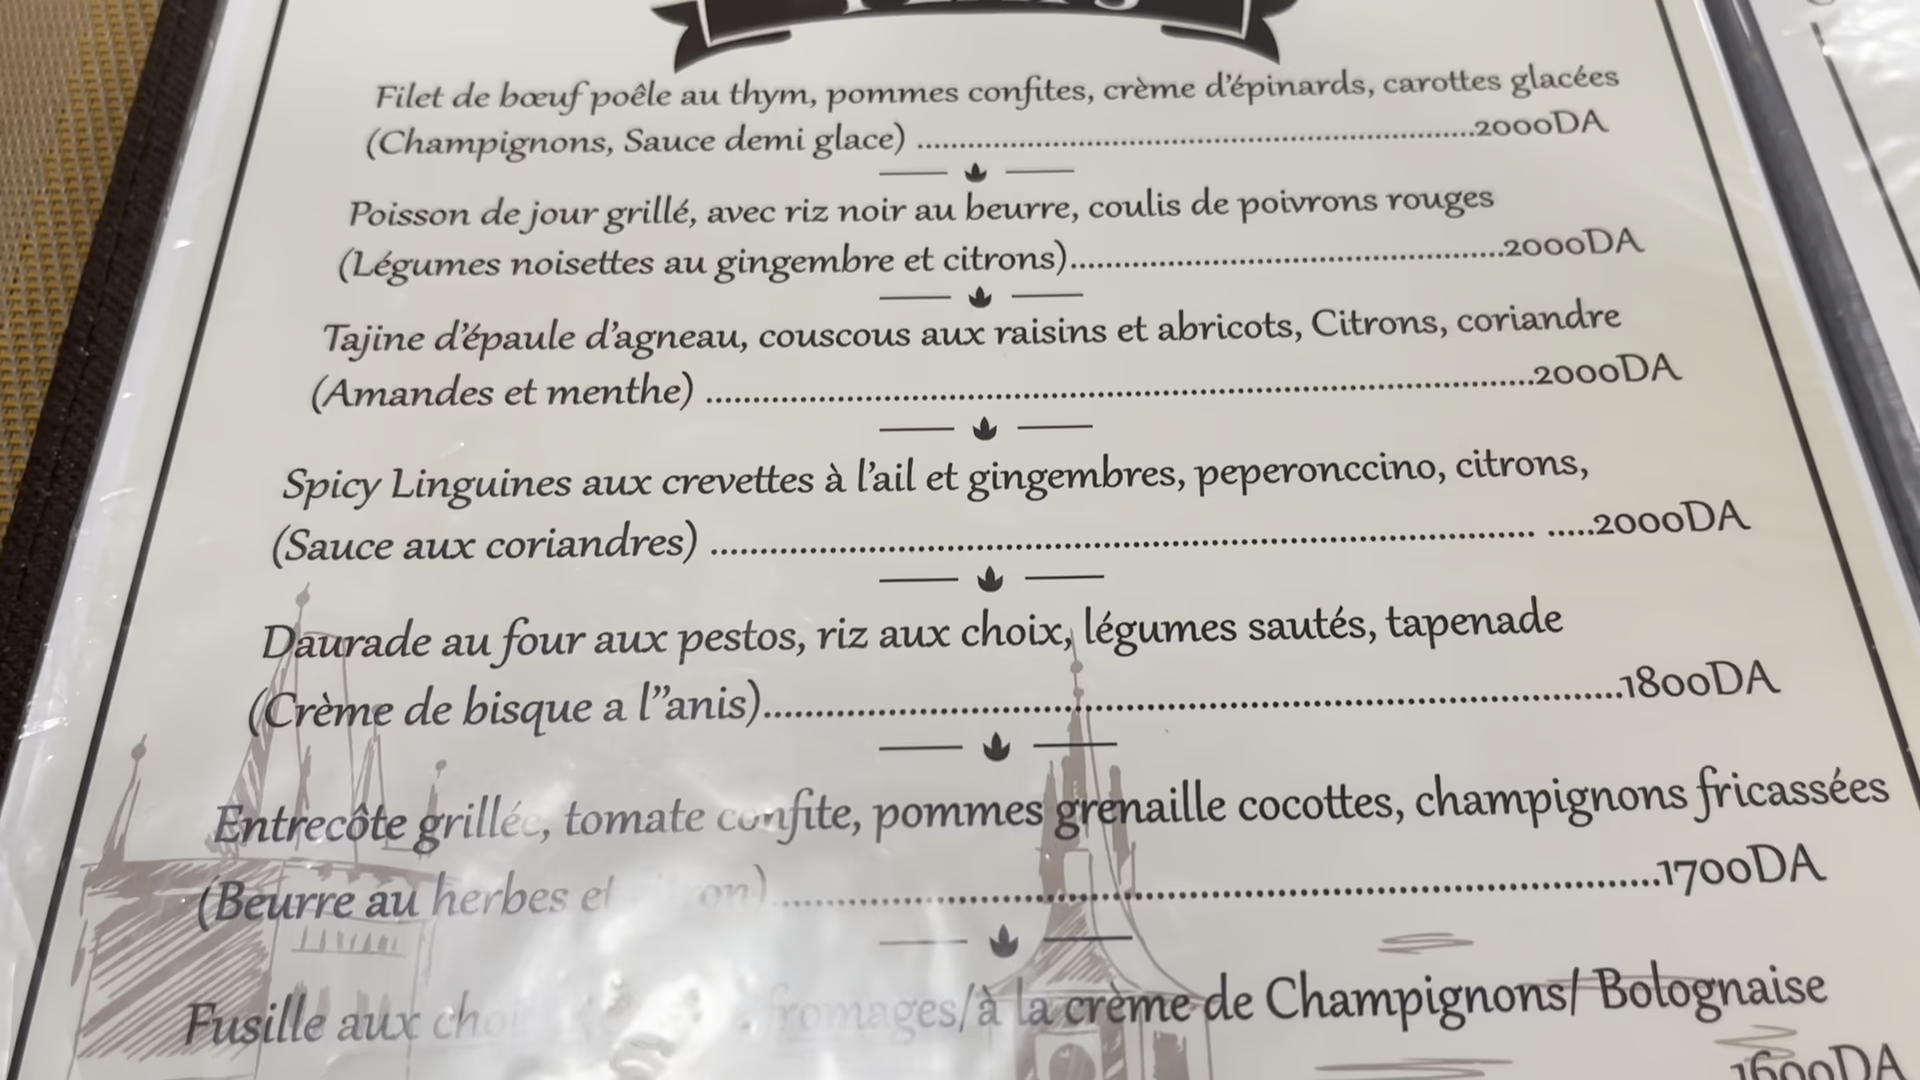 Filet de bœuf poêle au thym, pommes confites, crème d'épinards, carottes glacées
(Champignons, Sauce demi glace) ..........................................................2000DA
Poisson de jour grillé, avec riz noir au beurre, coulis de poivrons rouges
(Légumes noisettes au gingembre et citrons).............................................2000DA
Tajine d'épaule d'agneau, couscous aux raisins et abricots, Citrons, coriandre
(Amandes et menthe) ..................................................................................2000DA
Spicy Linguines aux crevettes à l'ail et gingembres, peperonccino, citrons,
(Sauce aux coriandres) ........................................................................... .....2000DA
Daurade au four aux pestos, riz aux choix, légumes sautés, tapenade
(Crème de bisque a l''anis)............................................................................1800DA
Entrecôte grillée, tomate confite, pommes grenaille cocottes, champignons fricassées
(Beurre au herbes et ...........................................................................1700DA
Fusille aux fromages/à la crème de Champignons/ Bolognaise
1600DA